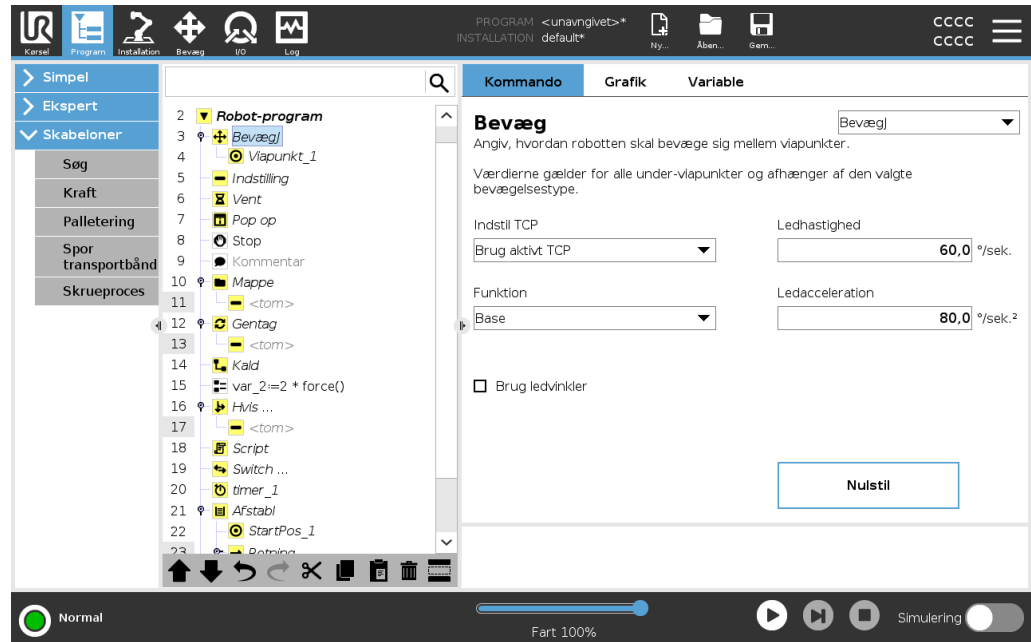 UR
PROGRAM <unavngivet>*
INSTALLATION default*
CCCC
CCCC
Kørsel Program Installation Bevæg I/O Log Ny... Åben... Gem...
Simpel
Ekspert
Skabeloner
Søg
Kraft
Palletering
Spor
transportbånd
Skrueproces
2 Robot-program
3 BevægJ
4 Viapunkt_1
5 Indstilling
6 Vent
7 Pop op
8 Stop
9 Kommentar
10 Mappe
11 <tom>
12 Gentag
13 <tom>
14 Kald
15 var_2:=2 * force()
16 Hvis ...
17 <tom>
18 Script
19 Switch ...
20 timer_1
21 Afstabl
22 StartPos_1
23 Retning
Kommando Grafik Variable
Bevæg
BevægJ
Angiv, hvordan robotten skal bevæge sig mellem viapunkter.
Værdierne gælder for alle under-viapunkter og afhænger af den valgte
bevægelsestype.
Indstil TCP
Ledhastighed
Brug aktivt TCP
60,0 °/sek.
Funktion
Ledacceleration
Base
80,0 °/sek.²
Brug ledvinkler
Nulstil
Normal
Fart 100%
Simulering